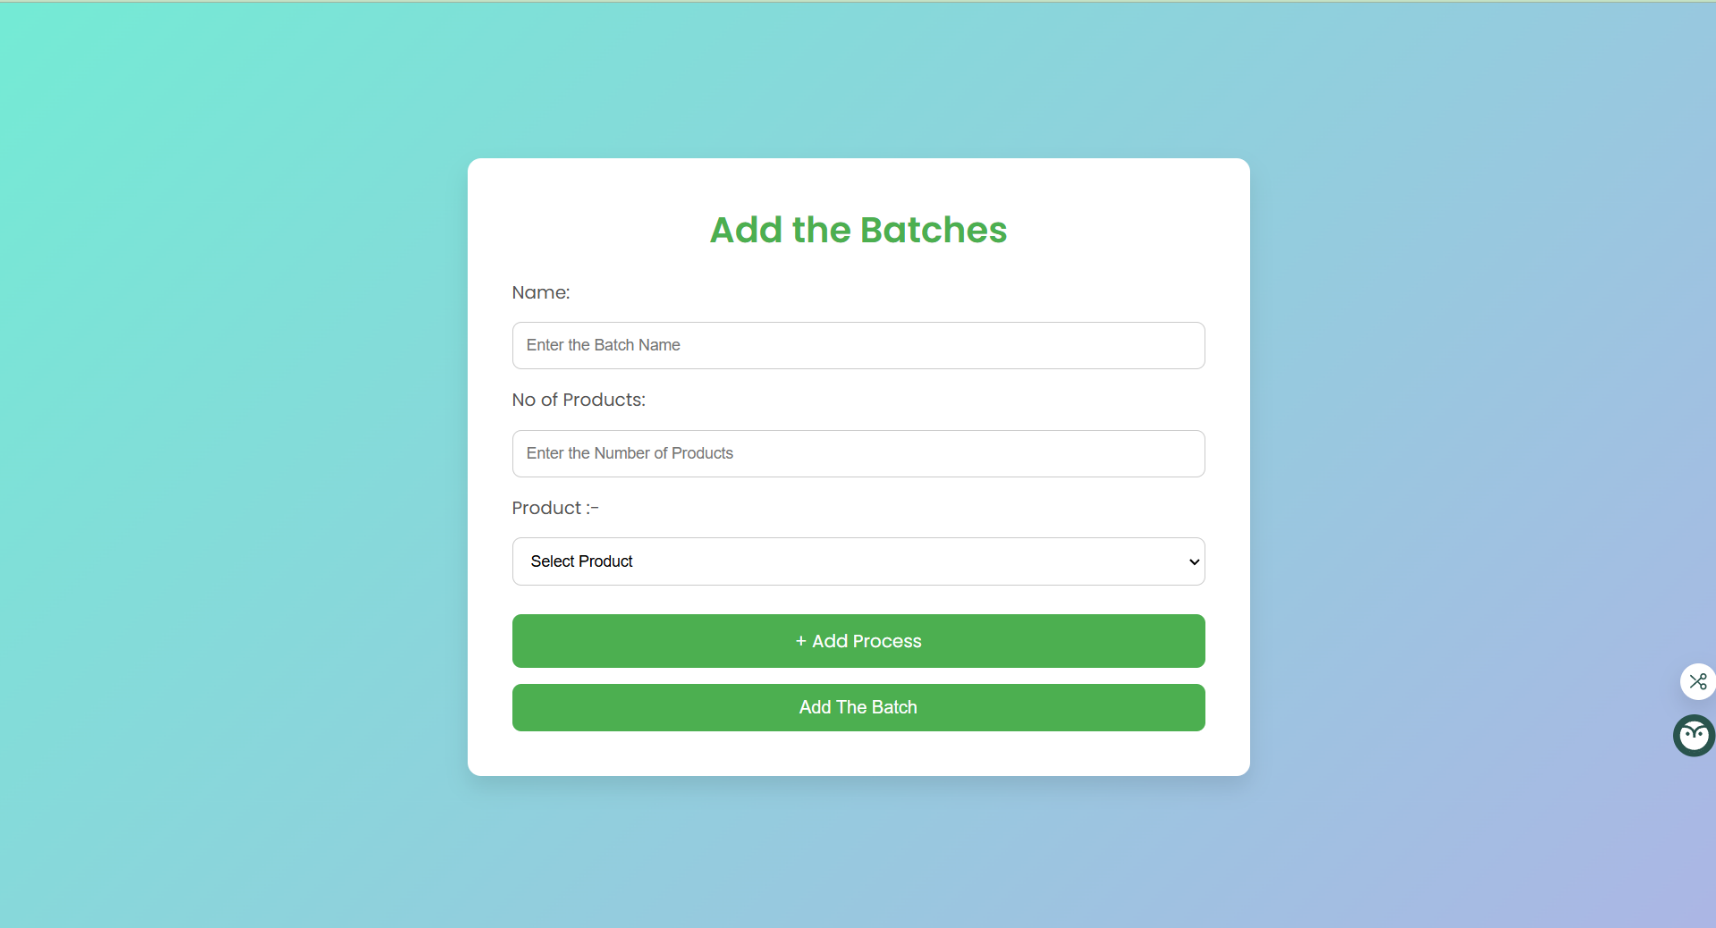 Add the Batches
Name:
Enter the Batch Name
No of Products:
Enter the Number of Products
Product :-
Select Product
+ Add Process
Add The Batch